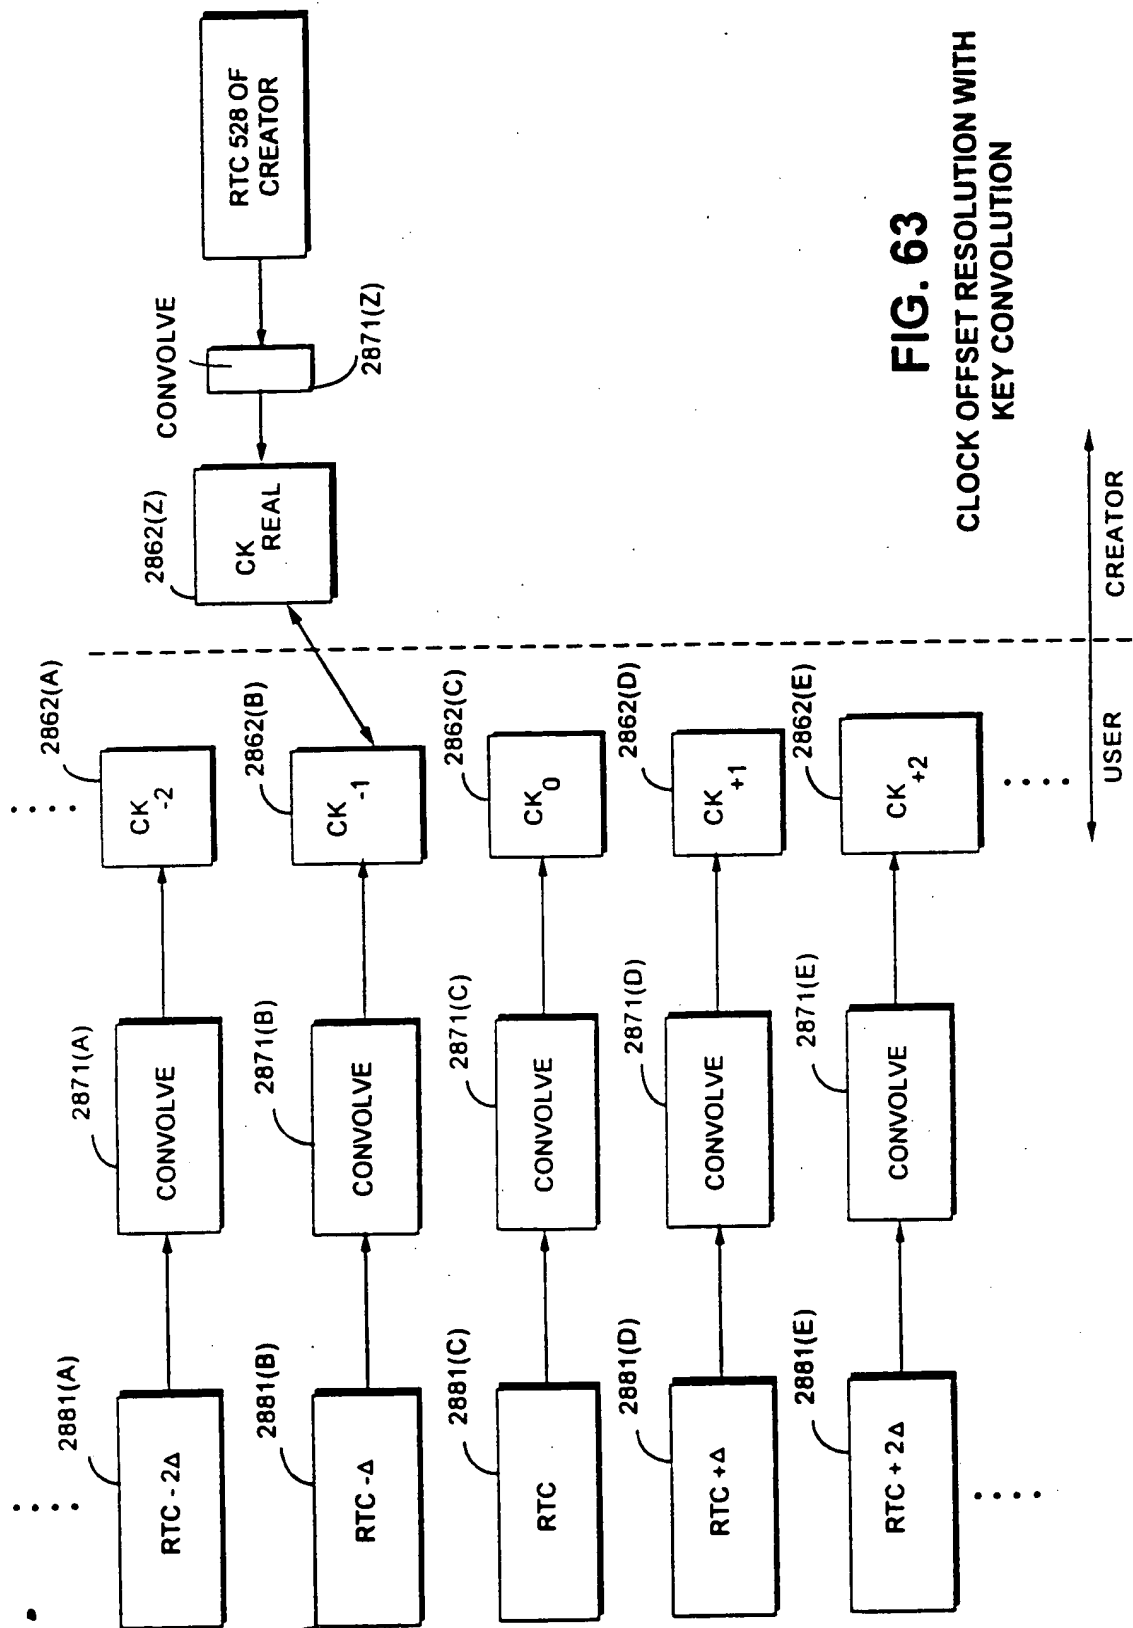 RTC - 2Δ
2881(A)
CONVOLVE
2871(A)
CK -2
2862(A)
RTC -Δ
2881(B)
CONVOLVE
2871(B)
CK -1
2862(B)
RTC
2881(C)
CONVOLVE
2871(C)
CK 0
2862(C)
RTC +Δ
2881(D)
CONVOLVE
2871(D)
CK +1
2862(D)
RTC + 2Δ
2881(E)
CONVOLVE
2871(E)
CK +2
2862(E)
2862(Z)
CK REAL
CONVOLVE
2871(Z)
RTC 528 OF
CREATOR
USER
CREATOR
FIG. 63
CLOCK OFFSET RESOLUTION WITH
KEY CONVOLUTION